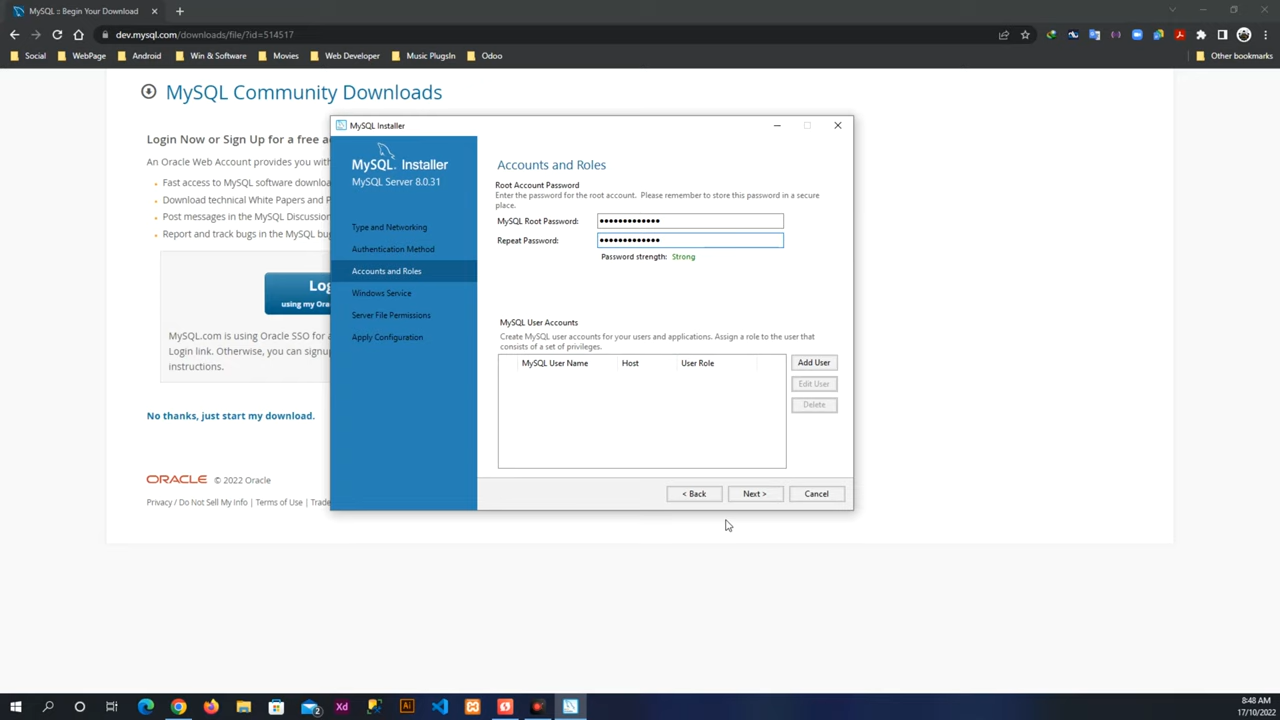 MySQL :: Begin Your Download
dev.mysql.com/downloads/file/?id=514517
Social WebPage Android Win & Software Movies Web Developer Music PlugsIn Odoo Other bookmarks
MySQL Community Downloads
Login Now or Sign Up for a free a
An Oracle Web Account provides you with
Fast access to MySQL software downloa
Download technical White Papers and P
Post messages in the MySQL Discussion
Report and track bugs in the MySQL bu
Log
using my Ora
MySQL.com is using Oracle SSO for a
Login link. Otherwise, you can signup
instructions.
No thanks, just start my download.
ORACLE © 2022 Oracle
Privacy / Do Not Sell My Info | Terms of Use | Trade
MySQL Installer
MySQL. Installer
MySQL Server 8.0.31
Type and Networking
Authentication Method
Accounts and Roles
Windows Service
Server File Permissions
Apply Configuration
Accounts and Roles
Root Account Password
Enter the password for the root account. Please remember to store this password in a secure
place.
MySQL Root Password: •••••••••••••
Repeat Password: •••••••••••••
Password strength: Strong
MySQL User Accounts
Create MySQL user accounts for your users and applications. Assign a role to the user that
consists of a set of privileges.
MySQL User Name Host User Role
Add User
Edit User
Delete
< Back Next > Cancel
Xd Ai
8:48 AM
17/10/2022